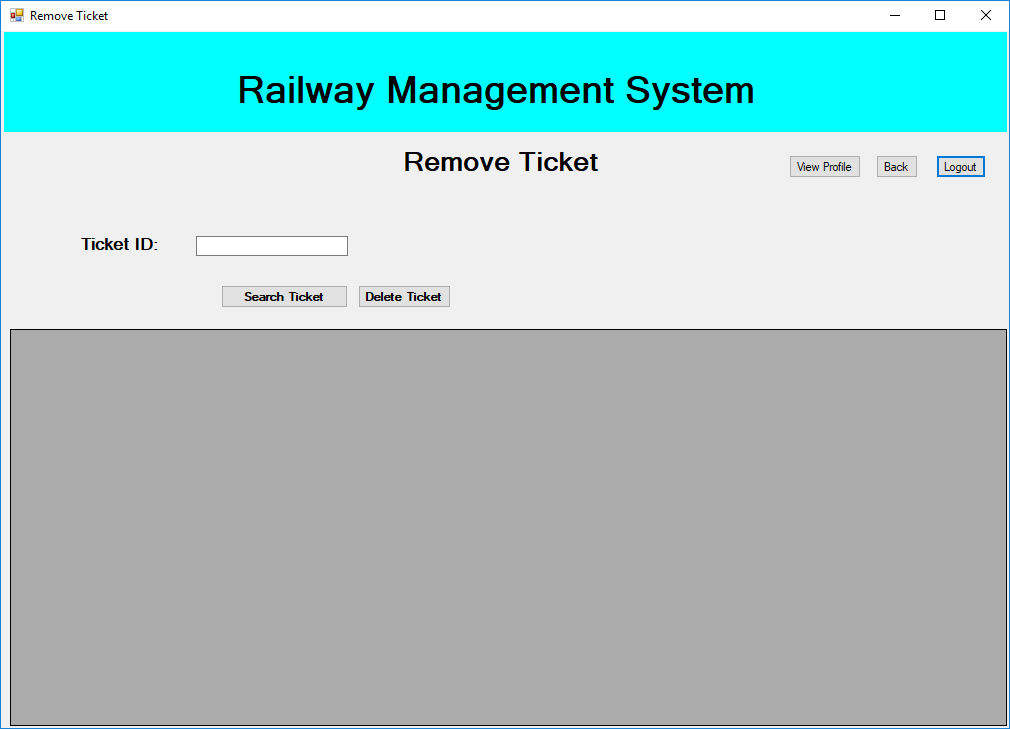 Remove Ticket
Railway Management System
Remove Ticket
View Profile
Back
Logout
Ticket ID:
Search Ticket
Delete Ticket